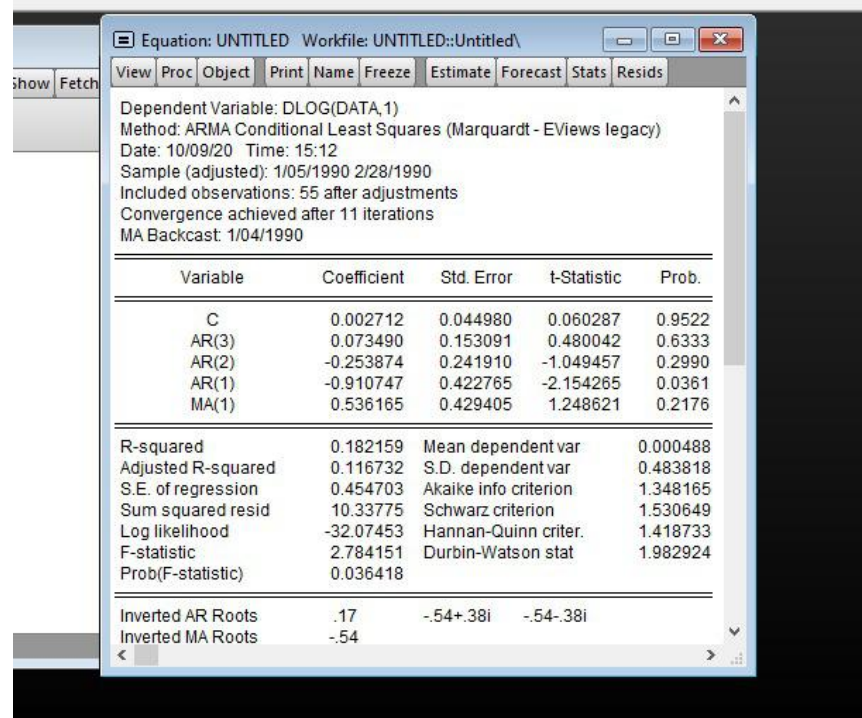 Equation: UNTITLED Workfile: UNTITLED::Untitled\
Show Fetch
View Proc Object Print Name Freeze Estimate Forecast Stats Resids
Dependent Variable: DLOG(DATA,1)
Method: ARMA Conditional Least Squares (Marquardt - EViews legacy)
Date: 10/09/20 Time: 15:12
Sample (adjusted): 1/05/1990 2/28/1990
Included observations: 55 after adjustments
Convergence achieved after 11 iterations
MA Backcast: 1/04/1990
Variable Coefficient Std. Error t-Statistic Prob.
C 0.002712 0.044980 0.060287 0.9522
AR(3) 0.073490 0.153091 0.480042 0.6333
AR(2) -0.253874 0.241910 -1.049457 0.2990
AR(1) -0.910747 0.422765 -2.154265 0.0361
MA(1) 0.536165 0.429405 1.248621 0.2176
R-squared 0.182159 Mean dependent var 0.000488
Adjusted R-squared 0.116732 S.D. dependent var 0.483818
S.E. of regression 0.454703 Akaike info criterion 1.348165
Sum squared resid 10.33775 Schwarz criterion 1.530649
Log likelihood -32.07453 Hannan-Quinn criter. 1.418733
F-statistic 2.784151 Durbin-Watson stat 1.982924
Prob(F-statistic) 0.036418
Inverted AR Roots .17 -.54+.38i -.54-.38i
Inverted MA Roots -.54